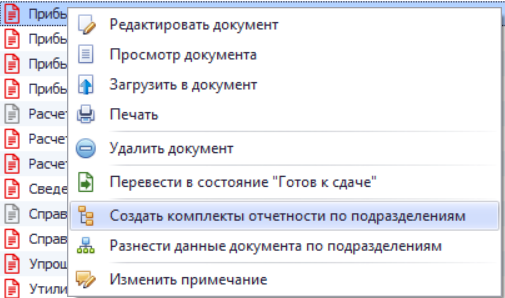 Прибы
Редактировать документ
Прибы
Просмотр документа
Прибы
Загрузить в документ
Прибы
Расчет
Печать
Расчет
Удалить документ
Расчет
Перевести в состояние "Готов к сдаче"
Сведе
Справ
Создать комплекты отчетности по подразделениям
Справ
Разнести данные документа по подразделениям
Упрощ
Изменить примечание
Утили